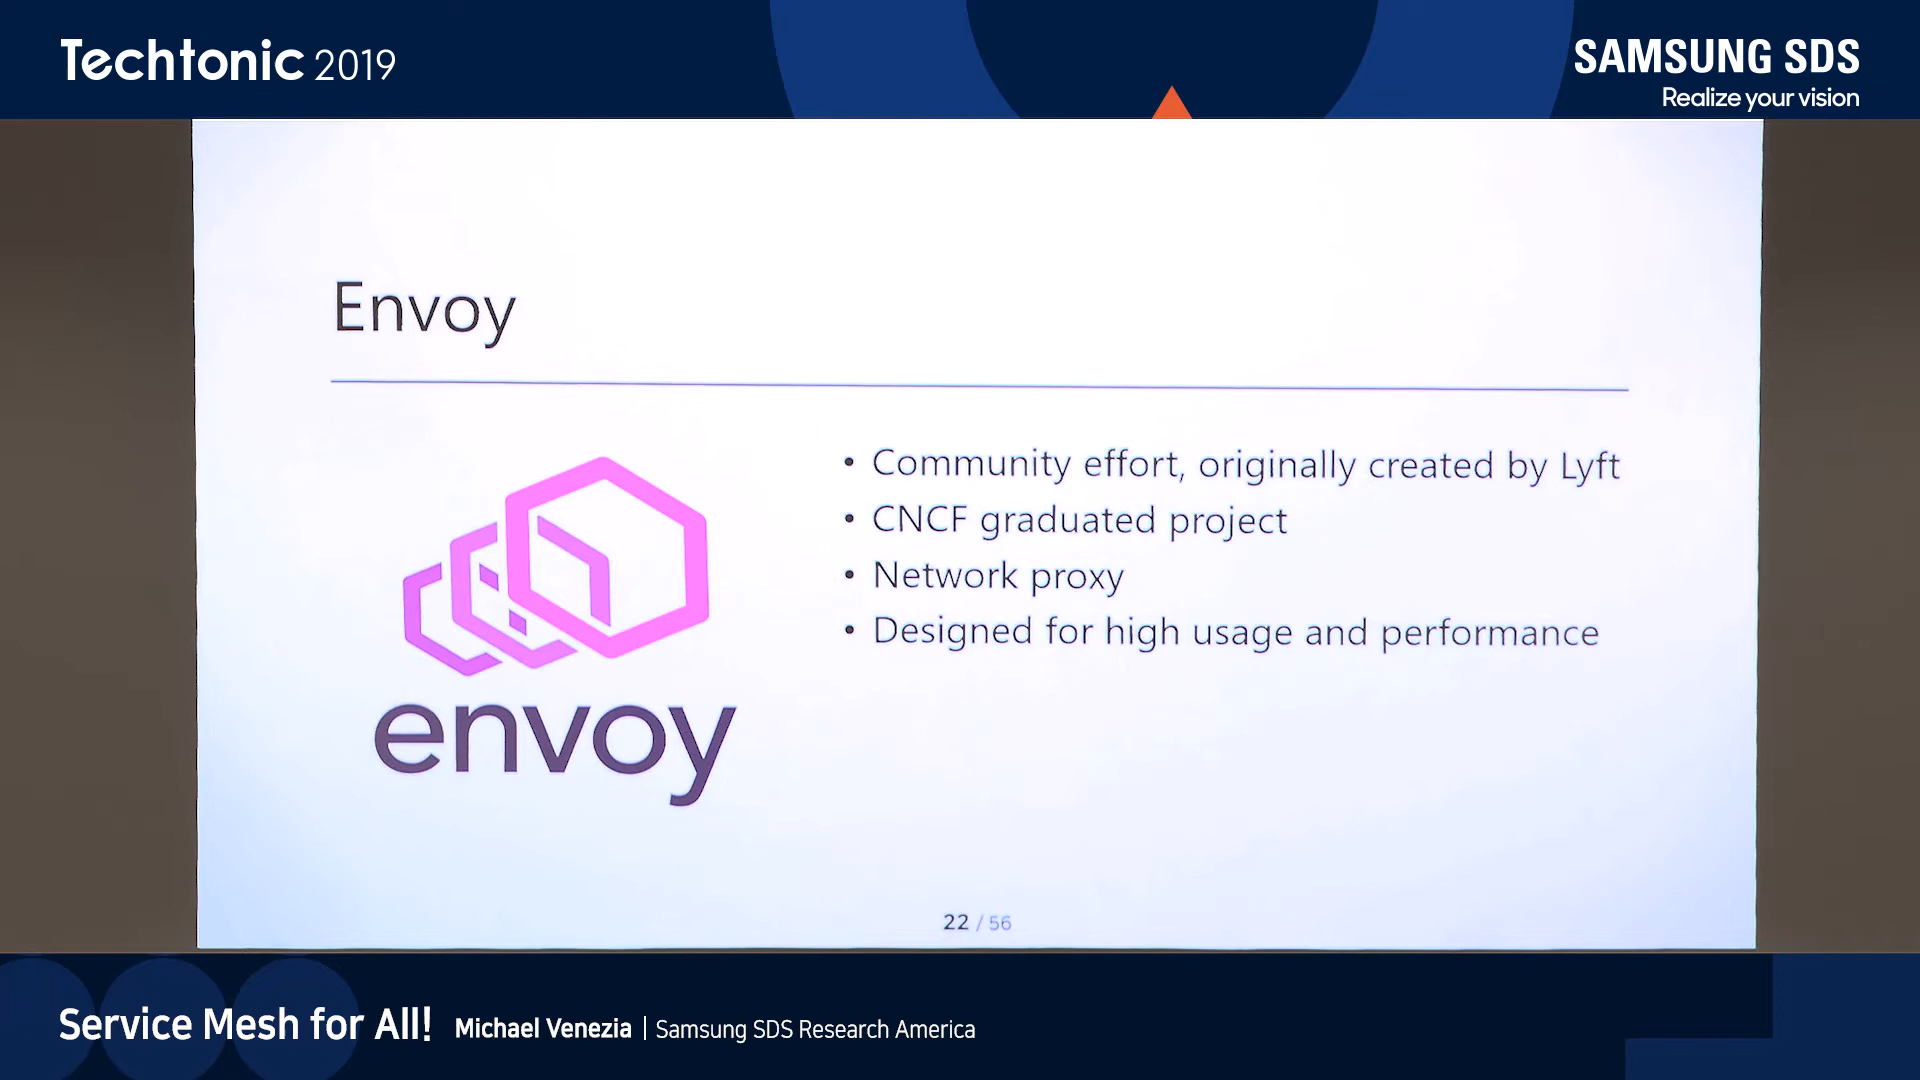 Techtonic 2019
SAMSUNG SDS
Realize your vision
Envoy
• Community effort, originally created by Lyft
• CNCF graduated project
• Network proxy
• Designed for high usage and performance
envoy
22 / 56
Service Mesh for All! Michael Venezia | Samsung SDS Research America